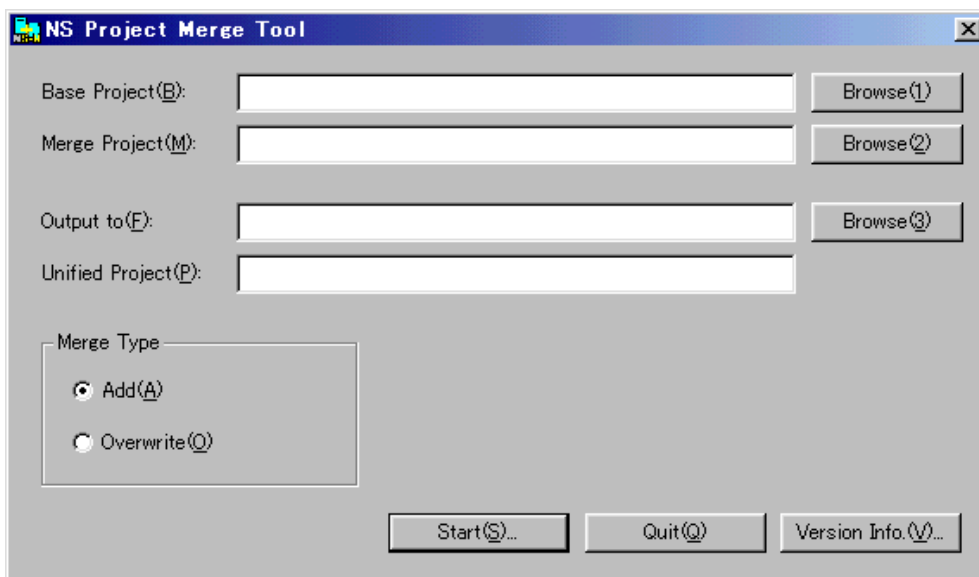 NS Project Merge Tool
Base Project(B): Browse(1)
Merge Project(M): Browse(2)
Output to(F): Browse(3)
Unified Project(P):
Merge Type
Add(A)
Overwrite(O)
Start(S)... Quit(Q) Version Info.(V)...